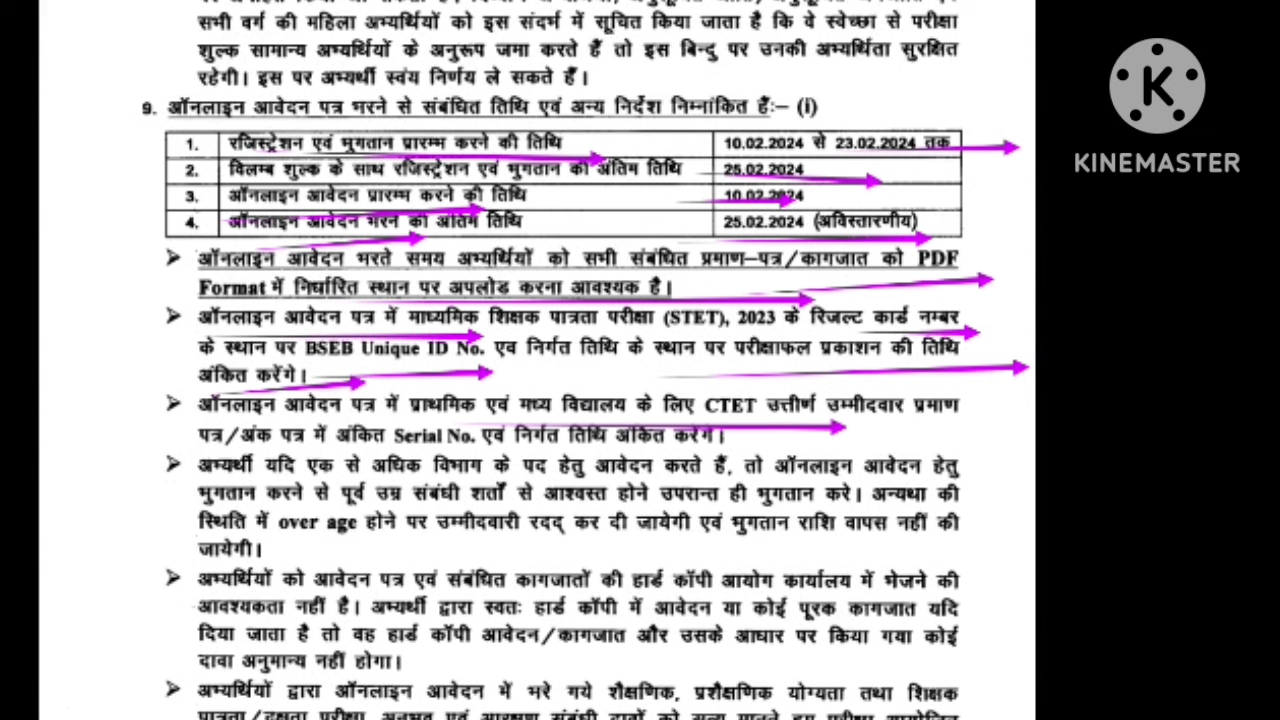 सभी वर्ग की महिला अभ्यर्थियों को इस संदर्भ में सूचित किया जाता है कि वे स्वेच्छा से परीक्षा
शुल्क सामान्य अभ्यर्थियों के अनुरूप जमा करते हैं तो इस बिन्दु पर उनकी अभ्यर्थिता सुरक्षित
रहेगी। इस पर अभ्यर्थी स्वंय निर्णय ले सकते हैं।
9. ऑनलाइन आवेदन पत्र भरने से संबंधित तिथि एवं अन्य निर्देश निम्नांकित हैं:– (i)
1. रजिस्ट्रेशन एवं भुगतान प्रारम्भ करने की तिथि 10.02.2024 से 23.02.2024 तक
2. विलम्ब शुल्क के साथ रजिस्ट्रेशन एवं भुगतान की अंतिम तिथि 25.02.2024
3. ऑनलाइन आवेदन प्रारम्भ करने की तिथि 10.02.2024
4. ऑनलाइन आवेदन भरने की अंतिम तिथि 25.02.2024 (अविस्तारणीय)
➢ ऑनलाइन आवेदन भरते समय अभ्यर्थियों को सभी संबंधित प्रमाण–पत्र/कागजात को PDF
Format में निर्धारित स्थान पर अपलोड करना आवश्यक है।
➢ ऑनलाइन आवेदन पत्र में माध्यमिक शिक्षक पात्रता परीक्षा (STET), 2023 के रिजल्ट कार्ड नम्बर
के स्थान पर BSEB Unique ID No. एव निर्गत तिथि के स्थान पर परीक्षाफल प्रकाशन की तिथि
अंकित करेंगे।
➢ ऑनलाइन आवेदन पत्र में प्राथमिक एवं मध्य विद्यालय के लिए CTET उत्तीर्ण उम्मीदवार प्रमाण
पत्र/अंक पत्र में अंकित Serial No. एवं निर्गत तिथि अंकित करेंगे।
➢ अभ्यर्थी यदि एक से अधिक विभाग के पद हेतु आवेदन करते हैं, तो ऑनलाइन आवेदन हेतु
भुगतान करने से पूर्व उम्र संबंधी शर्तों से आश्वस्त होने उपरान्त ही भुगतान करे। अन्यथा की
स्थिति में over age होने पर उम्मीदवारी रदद् कर दी जायेगी एवं भुगतान राशि वापस नहीं की
जायेगी।
➢ अभ्यर्थियों को आवेदन पत्र एवं संबंधित कागजातों की हार्ड कॉपी आयोग कार्यालय में भेजने की
आवश्यकता नहीं है। अभ्यर्थी द्वारा स्वतः हार्ड कॉपी में आवेदन या कोई पूरक कागजात यदि
दिया जाता है तो वह हार्ड कॉपी आवेदन/कागजात और उसके आधार पर किया गया कोई
दावा अनुमान्य नहीं होगा।
➢ अभ्यर्थियों द्वारा ऑनलाइन आवेदन में भरे गये शैक्षणिक, प्रशैक्षणिक योग्यता तथा शिक्षक
KINEMASTER